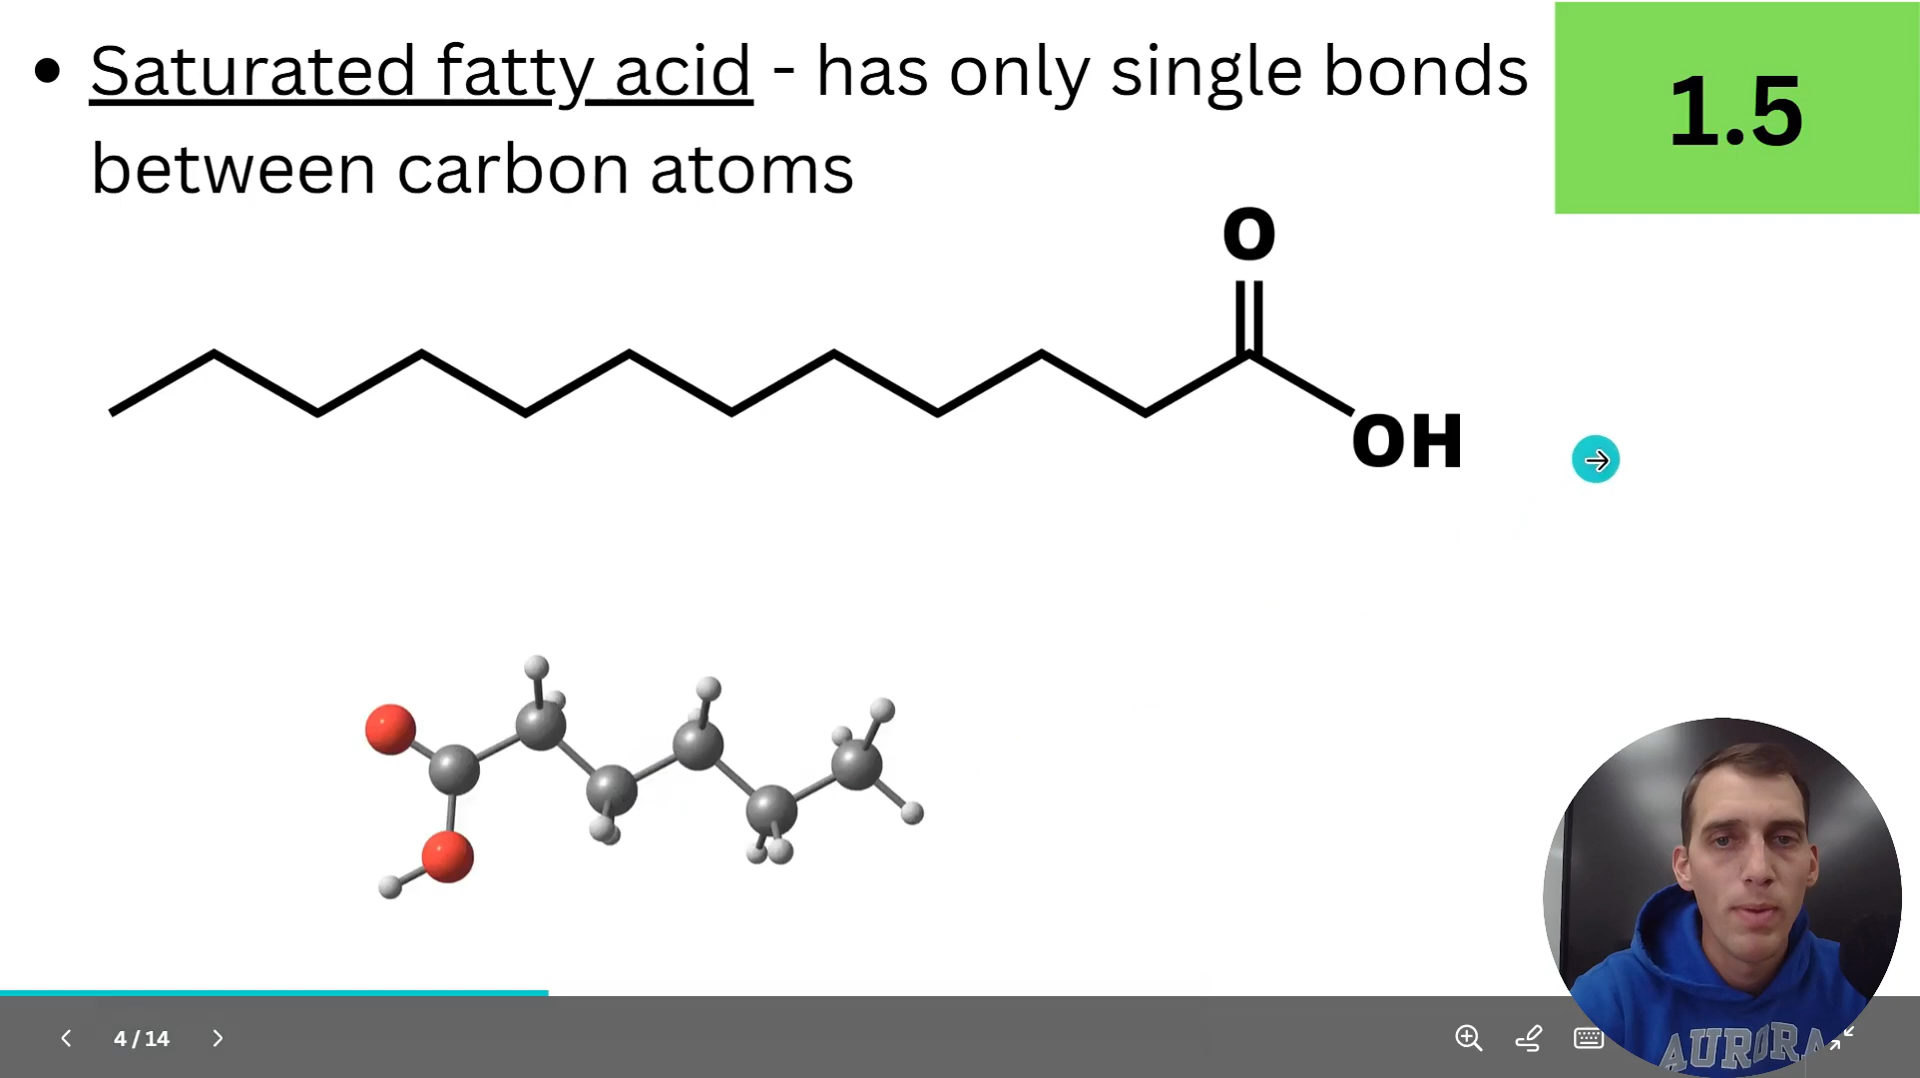 • Saturated fatty acid - has only single bonds
between carbon atoms
1.5
O
OH
4 / 14
AURORA